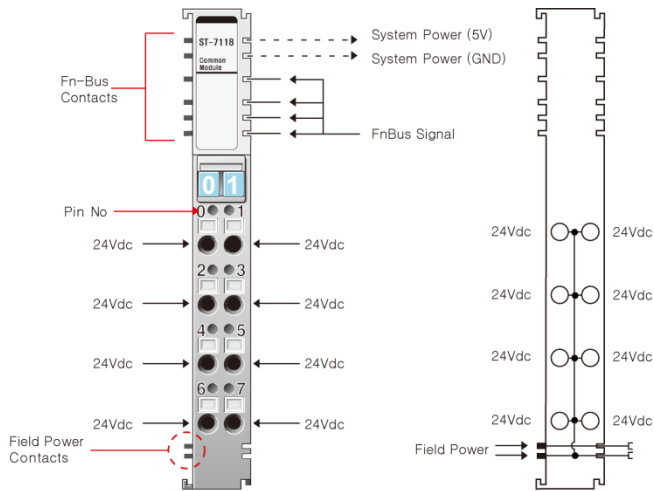 System Power (5V)
System Power (GND)
ST-7118
Common
Module
Fn-Bus
Contacts
FnBus Signal
0 1
Pin No
0 1
24Vdc 24Vdc
2 3
24Vdc 24Vdc
4 5
24Vdc 24Vdc
6 7
24Vdc 24Vdc
Field Power
Contacts
24Vdc 24Vdc
24Vdc 24Vdc
24Vdc 24Vdc
24Vdc 24Vdc
Field Power